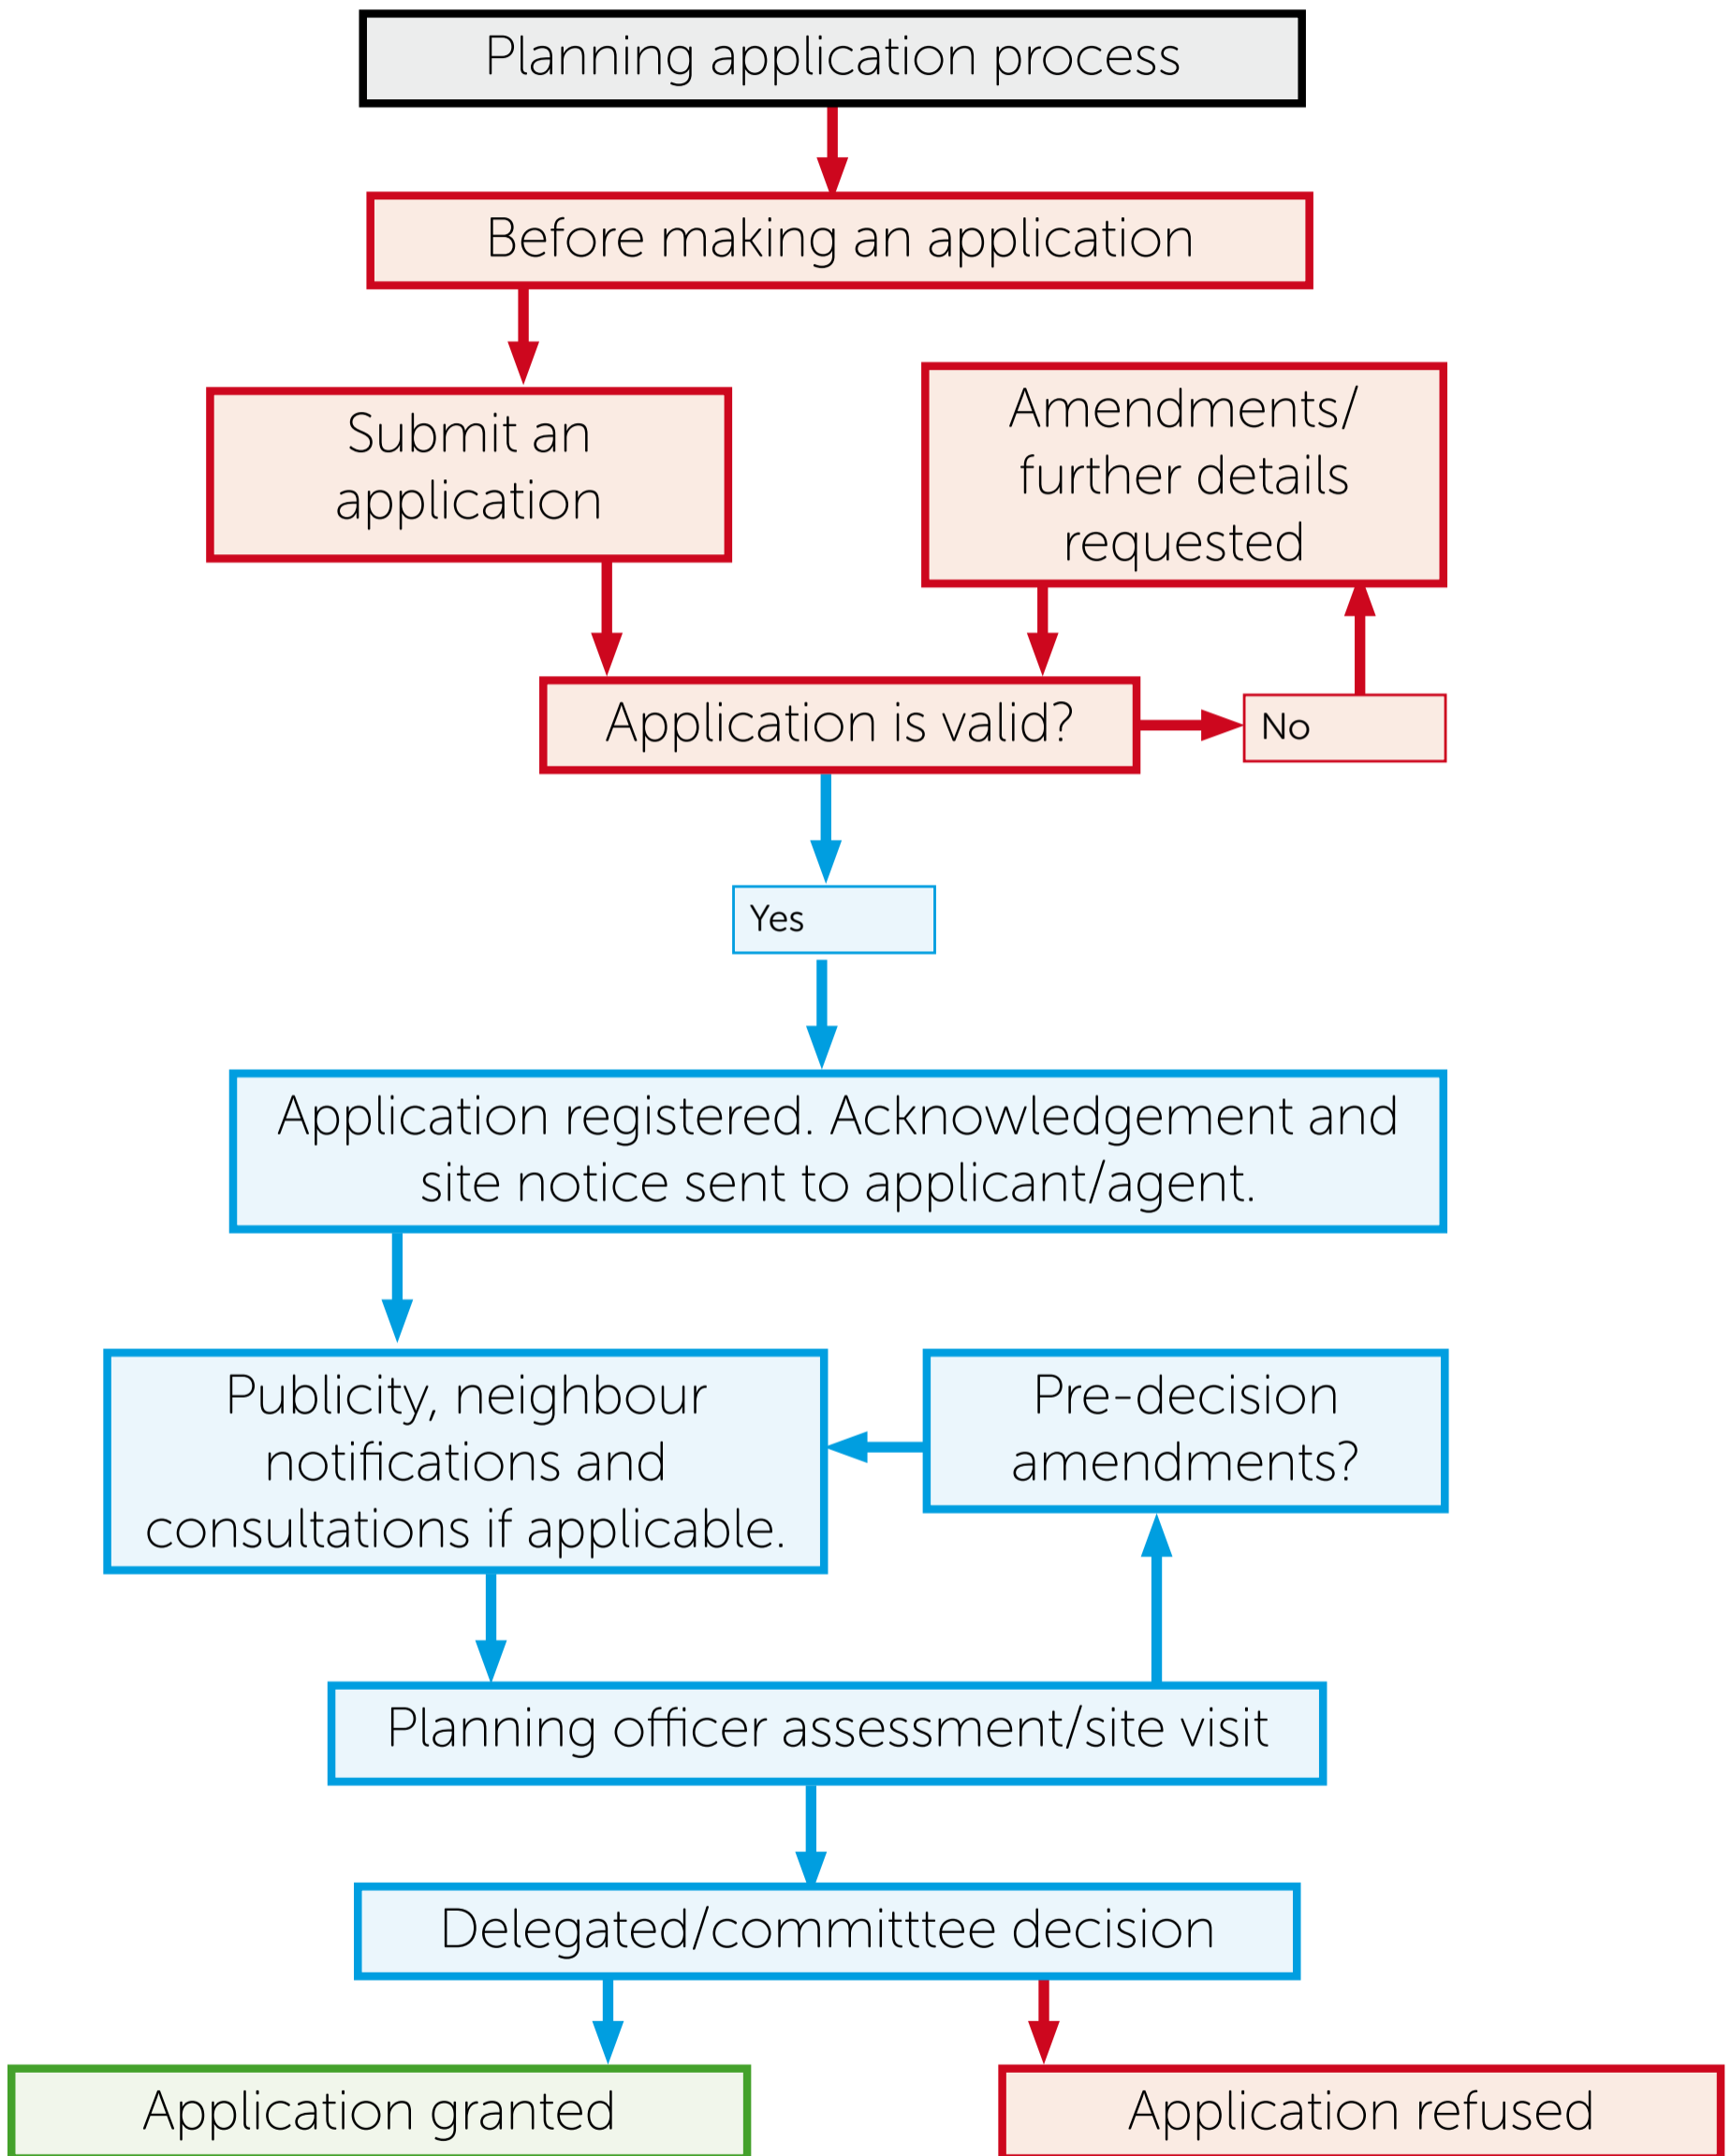 Planning application process
Before making an application
Submit an
application
Amendments/
further details
requested
Application is valid?
No
Yes
Application registered. Acknowledgement and
site notice sent to applicant/agent.
Publicity, neighbour
notifications and
consultations if applicable.
Pre-decision
amendments?
Planning officer assessment/site visit
Delegated/committtee decision
Application granted
Application refused